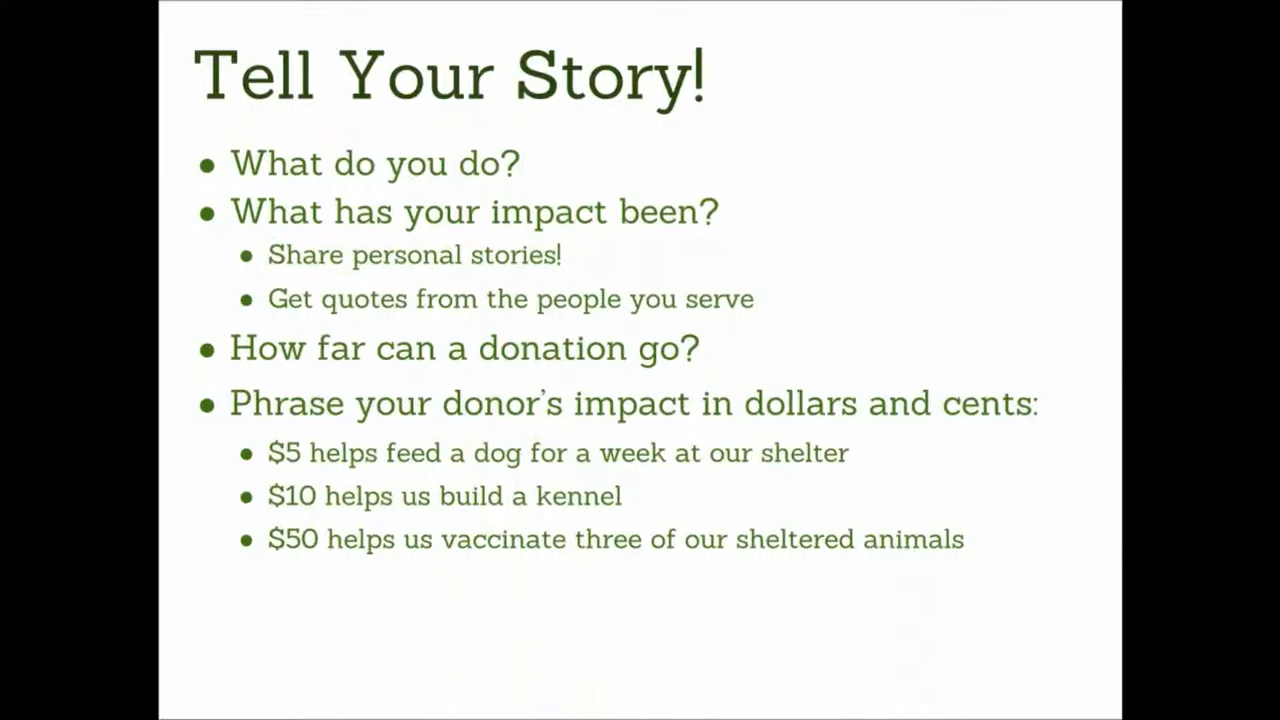 Tell Your Story!
● What do you do?
● What has your impact been?
● Share personal stories!
● Get quotes from the people you serve
● How far can a donation go?
● Phrase your donor's impact in dollars and cents:
● $5 helps feed a dog for a week at our shelter
● $10 helps us build a kennel
● $50 helps us vaccinate three of our sheltered animals